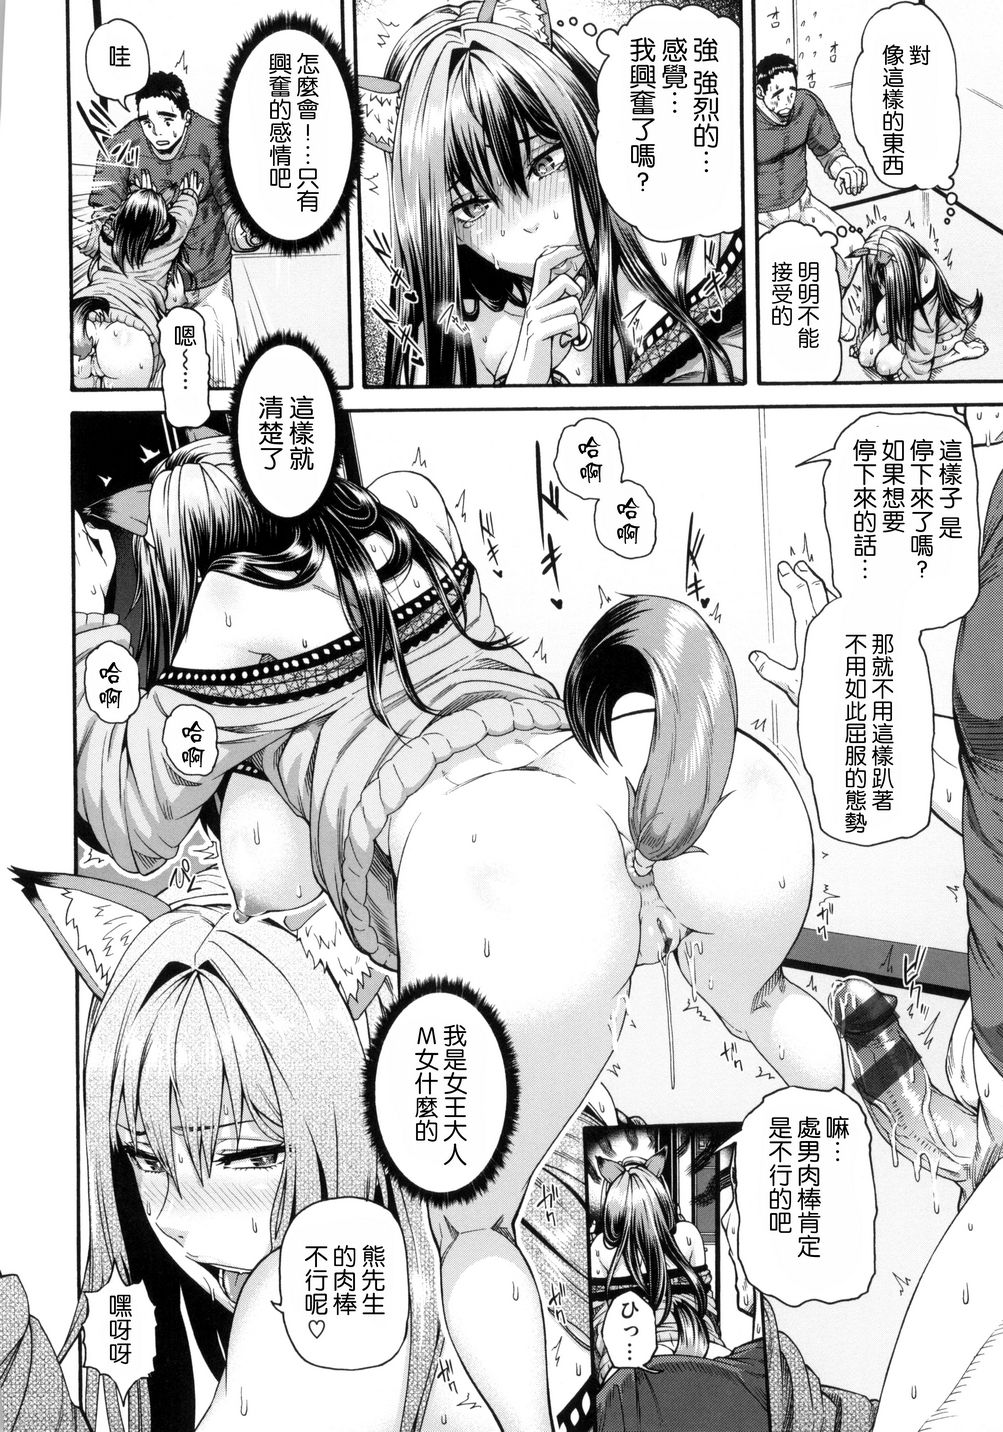 對
像這樣的東西
明明不能
接受的
強 強烈的…
感覺…
我興奮了嗎？
怎麼會！…只有
興奮的感情吧
哇
嗯～…
這樣就
清楚了
這樣子 是
停下來了嗎？
如果想要
停下來的話…
那就不用這樣趴著
不用如此屈服的態勢
哈啊
哈啊
哈啊
哈啊
嘛…
處男肉棒肯定
是不行的吧
ひっ…
我是女王大人
M女什麼的
熊先生
的肉棒
不行呢♡
嘿呀呀